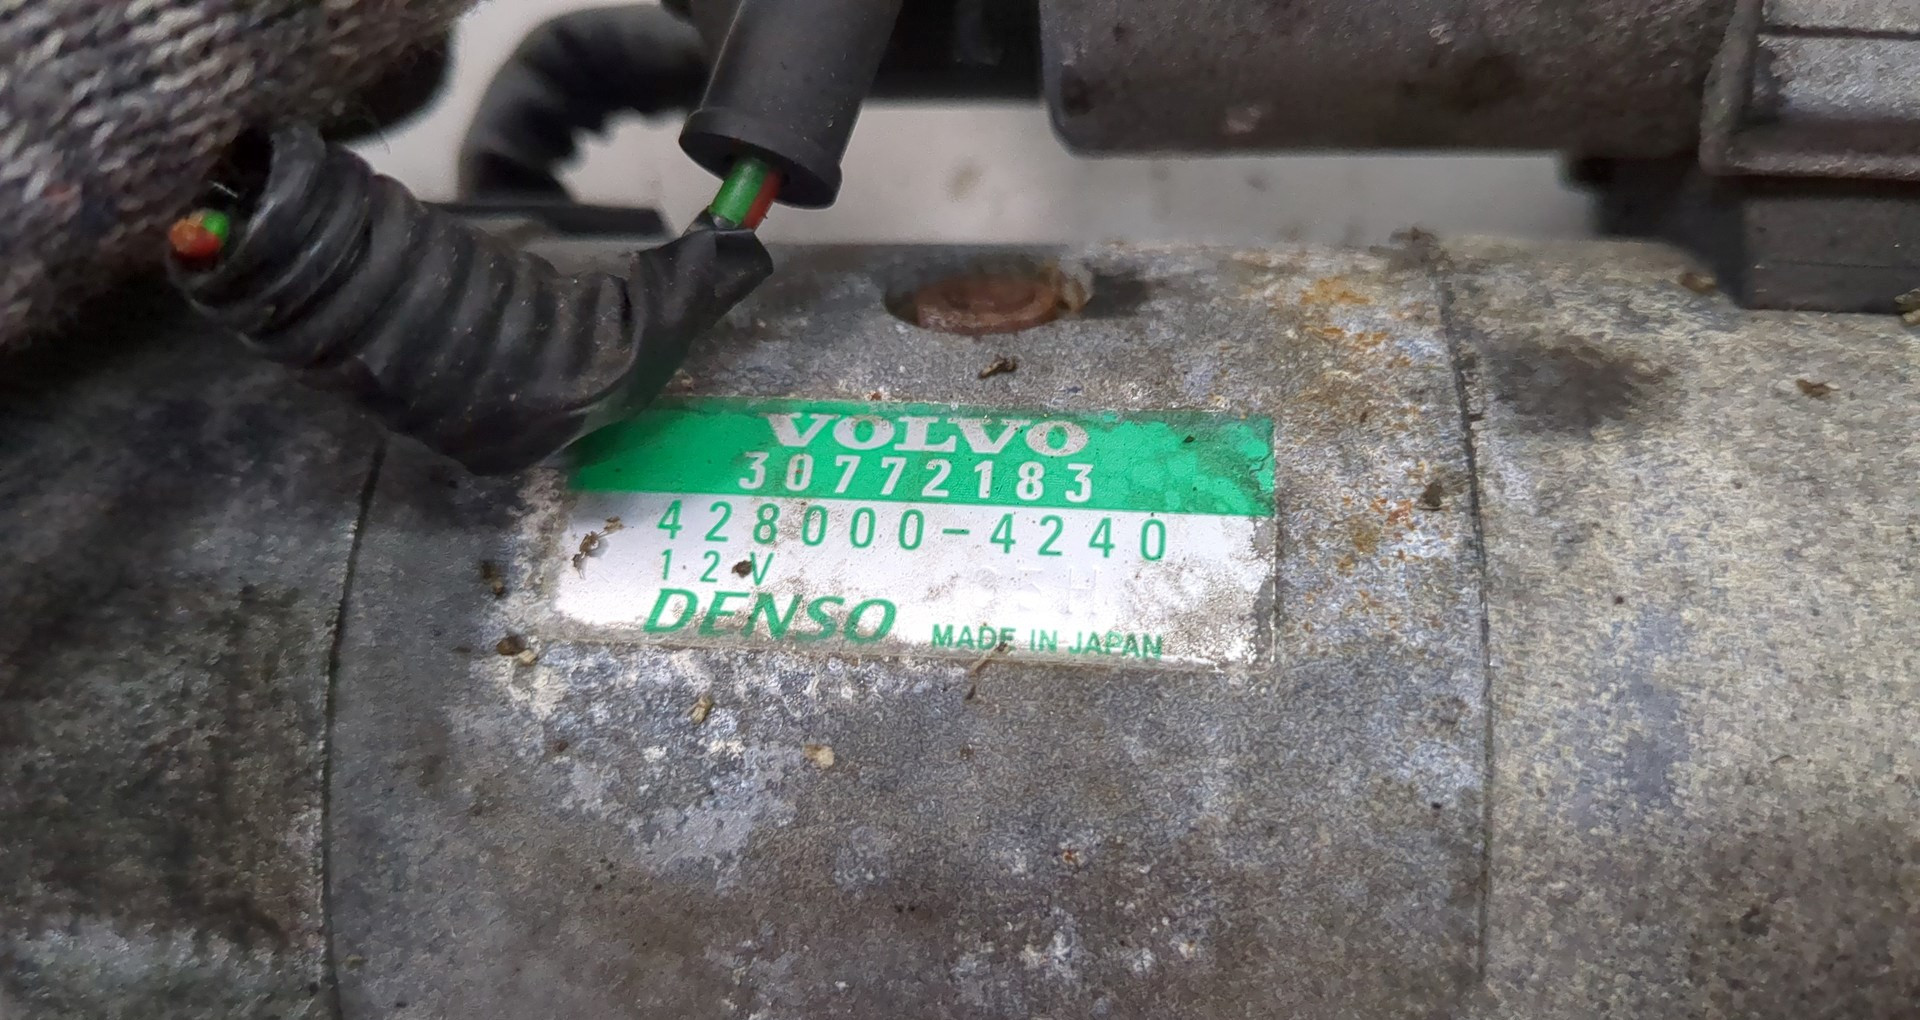 VOLVO
30772183
428000-4240
12V
DENSO MADE IN JAPAN